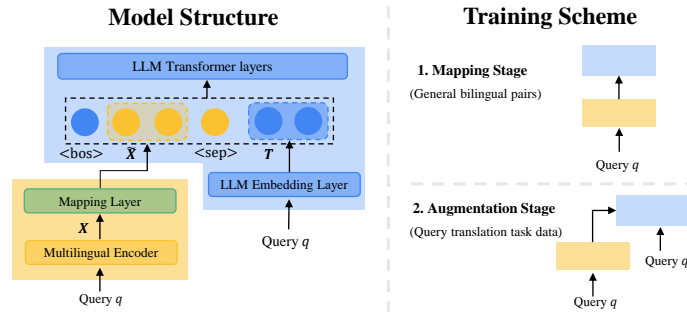 Model Structure
LLM Transformer layers
<bos>
X̃
<sep>
T
Mapping Layer
LLM Embedding Layer
X
Multilingual Encoder
Query q
Query q
Training Scheme
1. Mapping Stage
(General bilingual pairs)
Query q
2. Augmentation Stage
(Query translation task data)
Query q
Query q